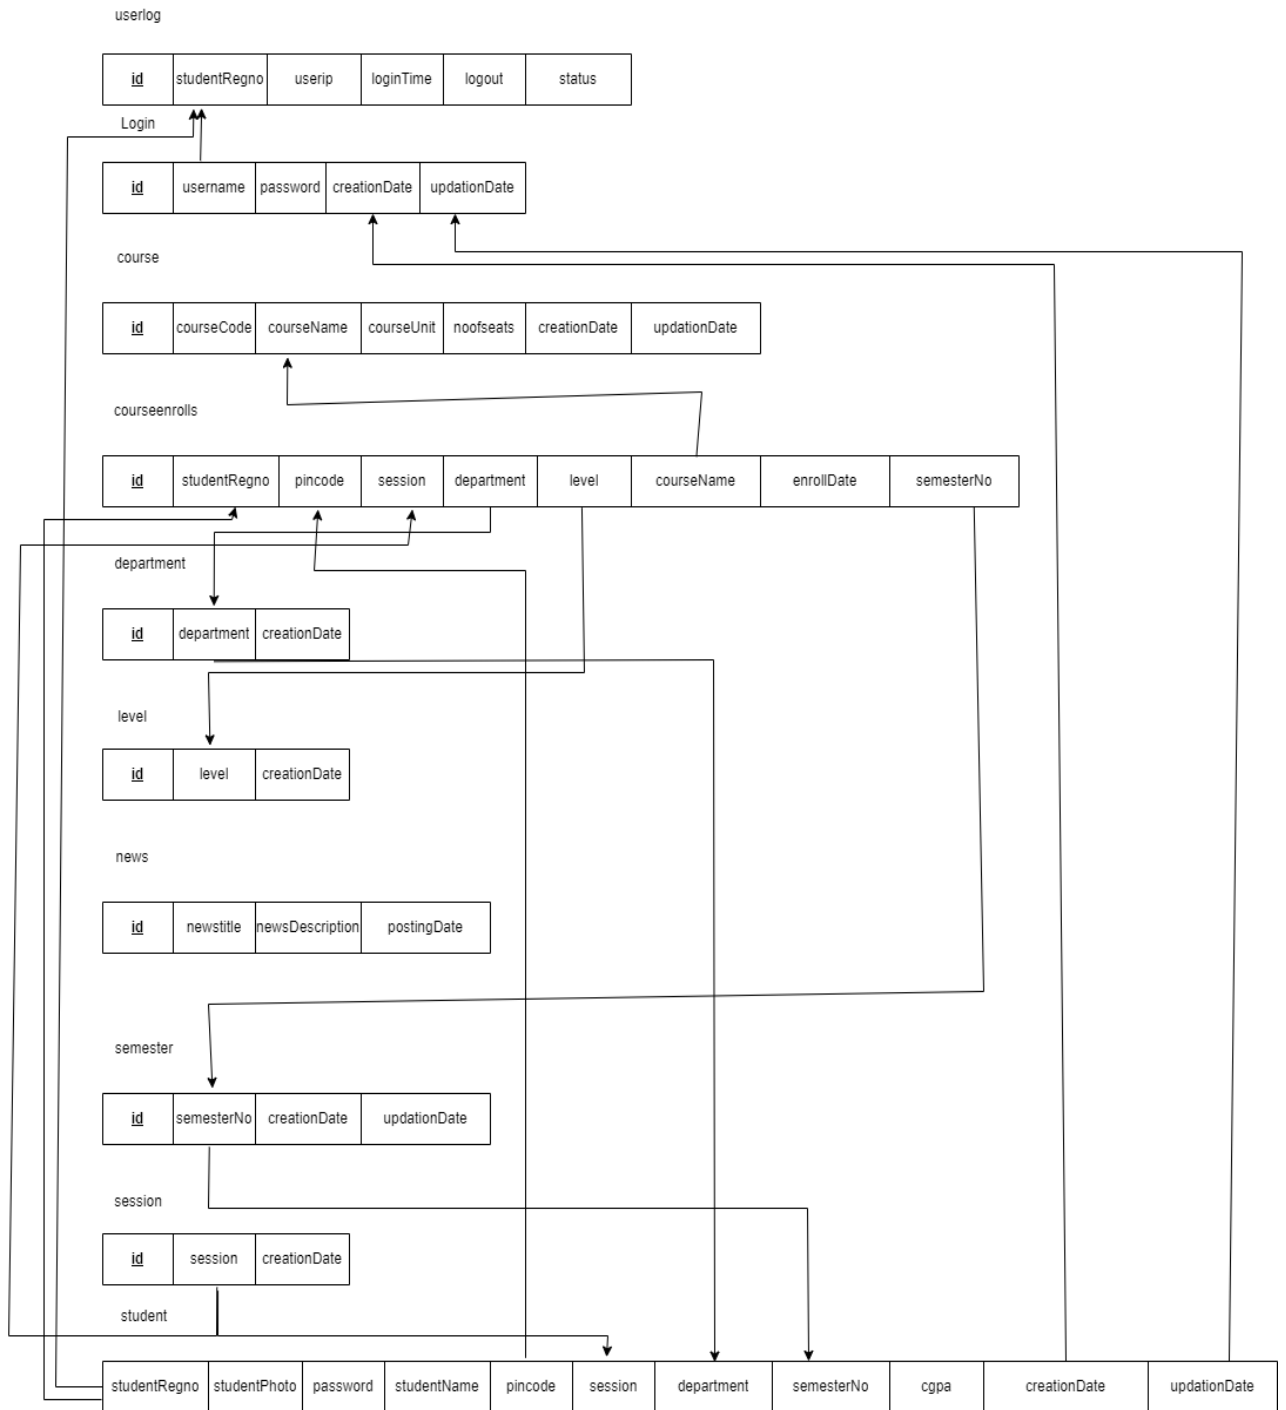 userlog
id studentRegno userip loginTime logout status
Login
id username password creationDate updationDate
course
id courseCode courseName courseUnit noofseats creationDate updationDate
courseenrolls
id studentRegno pincode session department level courseName enrollDate semesterNo
department
id department creationDate
level
id level creationDate
news
id newstitle newsDescription postingDate
semester
id semesterNo creationDate updationDate
session
id session creationDate
student
studentRegno studentPhoto password studentName pincode session department semesterNo cgpa creationDate updationDate